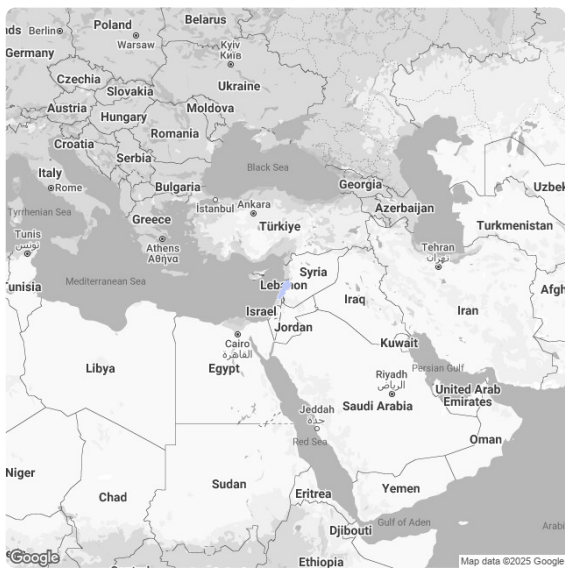 Belarus
Poland
ds
Berlin
Warsaw
Germany
Kyiv
Київ
Czechia
Slovakia
Ukraine
Austria
Hungary
Moldova
Croatia
Romania
Serbia
Black Sea
Italy
Rome
Bulgaria
Georgia
Uzbek
Tyrrhenian Sea
Istanbul
Ankara
Azerbaijan
Greece
Türkiye
Turkmenistan
Tunis
تونس
Athens
Αθήνα
Tehran
تهران
Mediterranean Sea
Syria
Lebanon
Tunisia
Afgh
Iraq
Iran
Israel
Jordan
Cairo
القاهرة
Kuwait
Persian Gulf
Libya
Egypt
Riyadh
الرياض
United Arab
Emirates
Jeddah
جدة
Saudi Arabia
Oman
Red Sea
Niger
Chad
Sudan
Eritrea
Yemen
Gulf of Aden
Arabi
Djibouti
Ethiopia
Google
Map data ©2025 Google